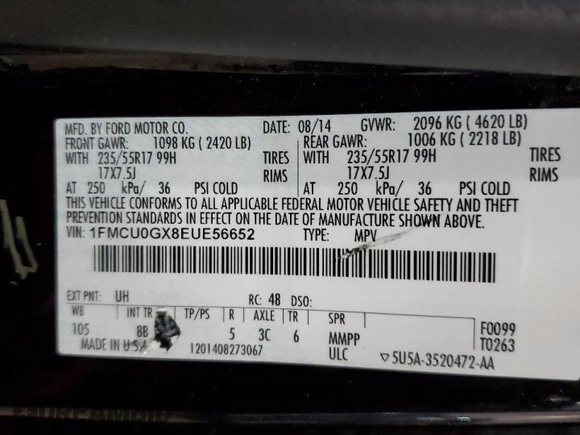 MFD. BY FORD MOTOR CO. DATE: 08/14 GVWR: 2096 KG ( 4620 LB)
FRONT GAWR: 1098 KG ( 2420 LB) REAR GAWR: 1006 KG ( 2218 LB)
WITH 235/55R17 99H TIRES WITH 235/55R17 99H TIRES
17X7.5J RIMS 17X7.5J RIMS
AT 250 kPa/ 36 PSI COLD AT 250 kPa/ 36 PSI COLD
THIS VEHICLE CONFORMS TO ALL APPLICABLE FEDERAL MOTOR VEHICLE SAFETY AND THEFT
PREVENTION STANDARDS IN EFFECT ON THE DATE OF MANUFACTURE SHOWN ABOVE.
VIN: 1FMCU0GX8EUE56652 TYPE: MPV
EXT PNT: UH RC: 48 DSO:
WB INT TR TP/PS R AXLE TR SPR
105 8B 5 3C 6 MMPP
ULC
F0099
T0263
MADE IN U.S.A 1201408273067 5U5A-3520472-AA